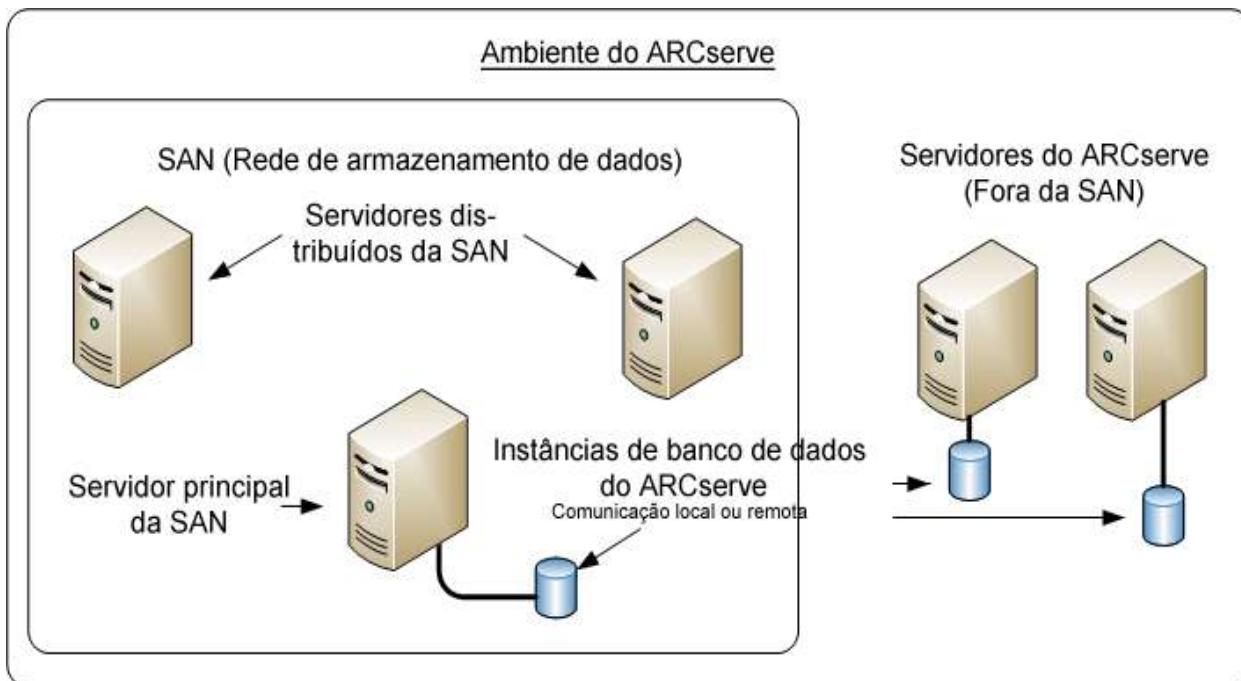 Ambiente do ARCserve
SAN (Rede de armazenamento de dados)
Servidores dis-
tribuídos da SAN
Servidores do ARCserve
(Fora da SAN)
Servidor principal
da SAN
Instâncias de banco de dados
do ARCserve
Comunicação local ou remota